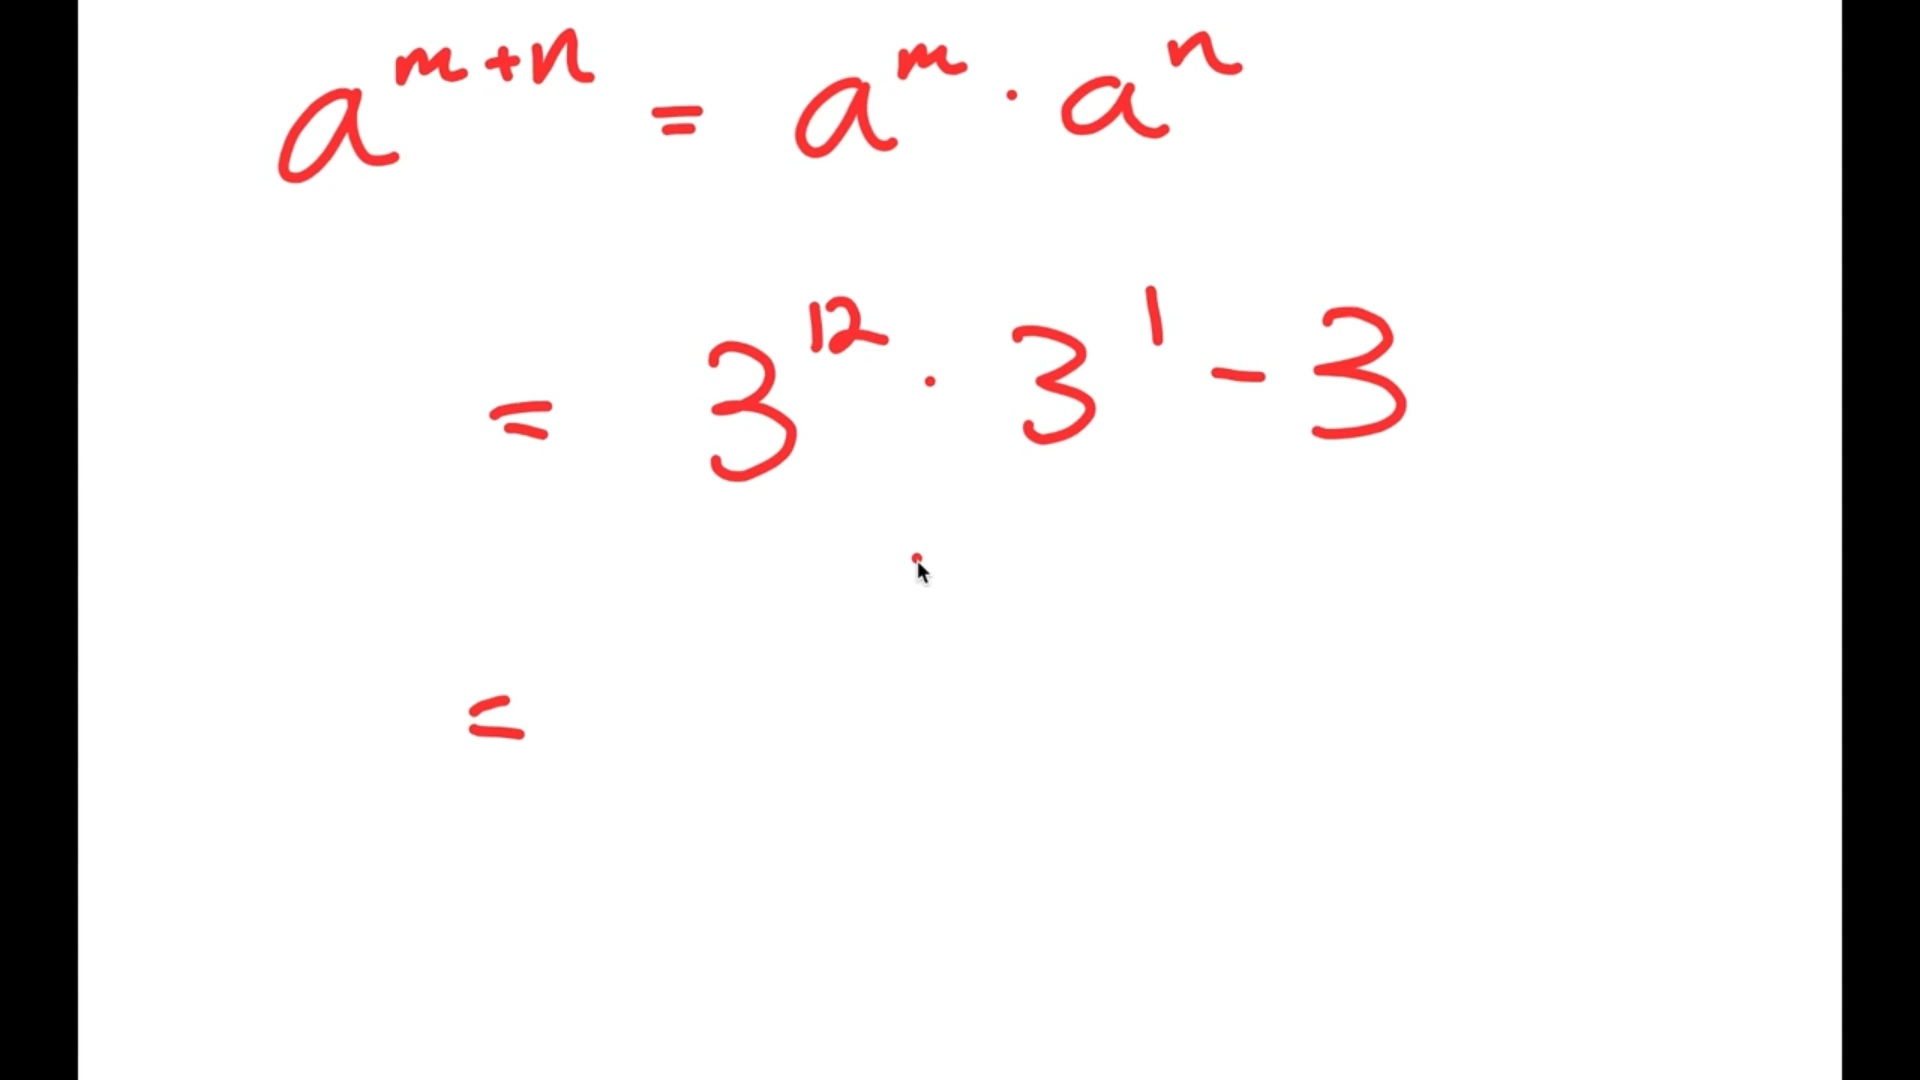 a^{m+n} = a^m · a^n
= 3^{12} · 3^1 - 3
=